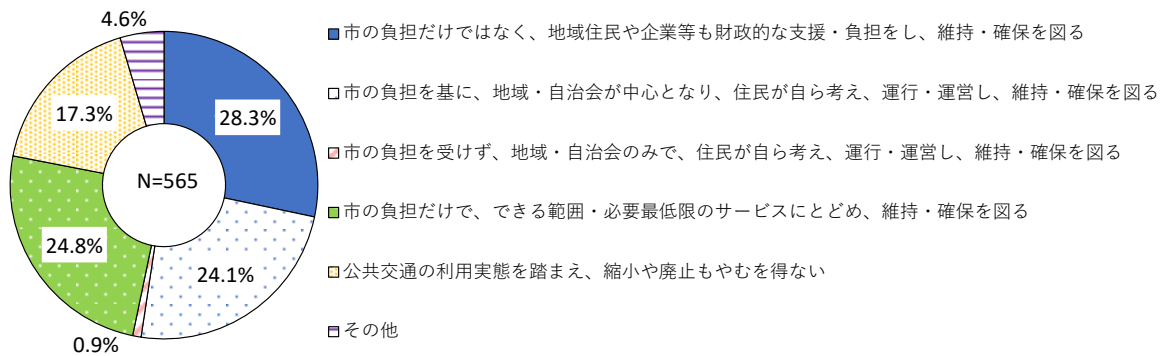 4.6%
28.3%
17.3%
N=565
24.8%
24.1%
0.9%
市の負担だけではなく、地域住民や企業等も財政的な支援・負担をし、維持・確保を図る
市の負担を基に、地域・自治会が中心となり、住民が自ら考え、運行・運営し、維持・確保を図る
市の負担を受けず、地域・自治会のみで、住民が自ら考え、運行・運営し、維持・確保を図る
市の負担だけで、できる範囲・必要最低限のサービスにとどめ、維持・確保を図る
公共交通の利用実態を踏まえ、縮小や廃止もやむを得ない
その他